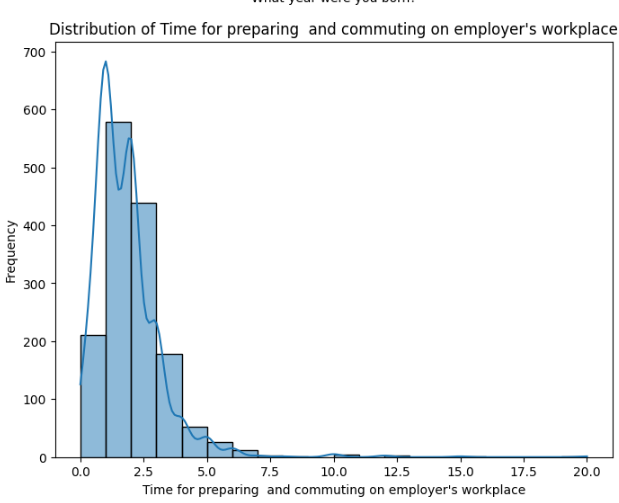 What year were you born?
Distribution of Time for preparing  and commuting on employer's workplace
700
600
500
400
300
200
100
0
Frequency
0.0 2.5 5.0 7.5 10.0 12.5 15.0 17.5 20.0
Time for preparing  and commuting on employer's workplace